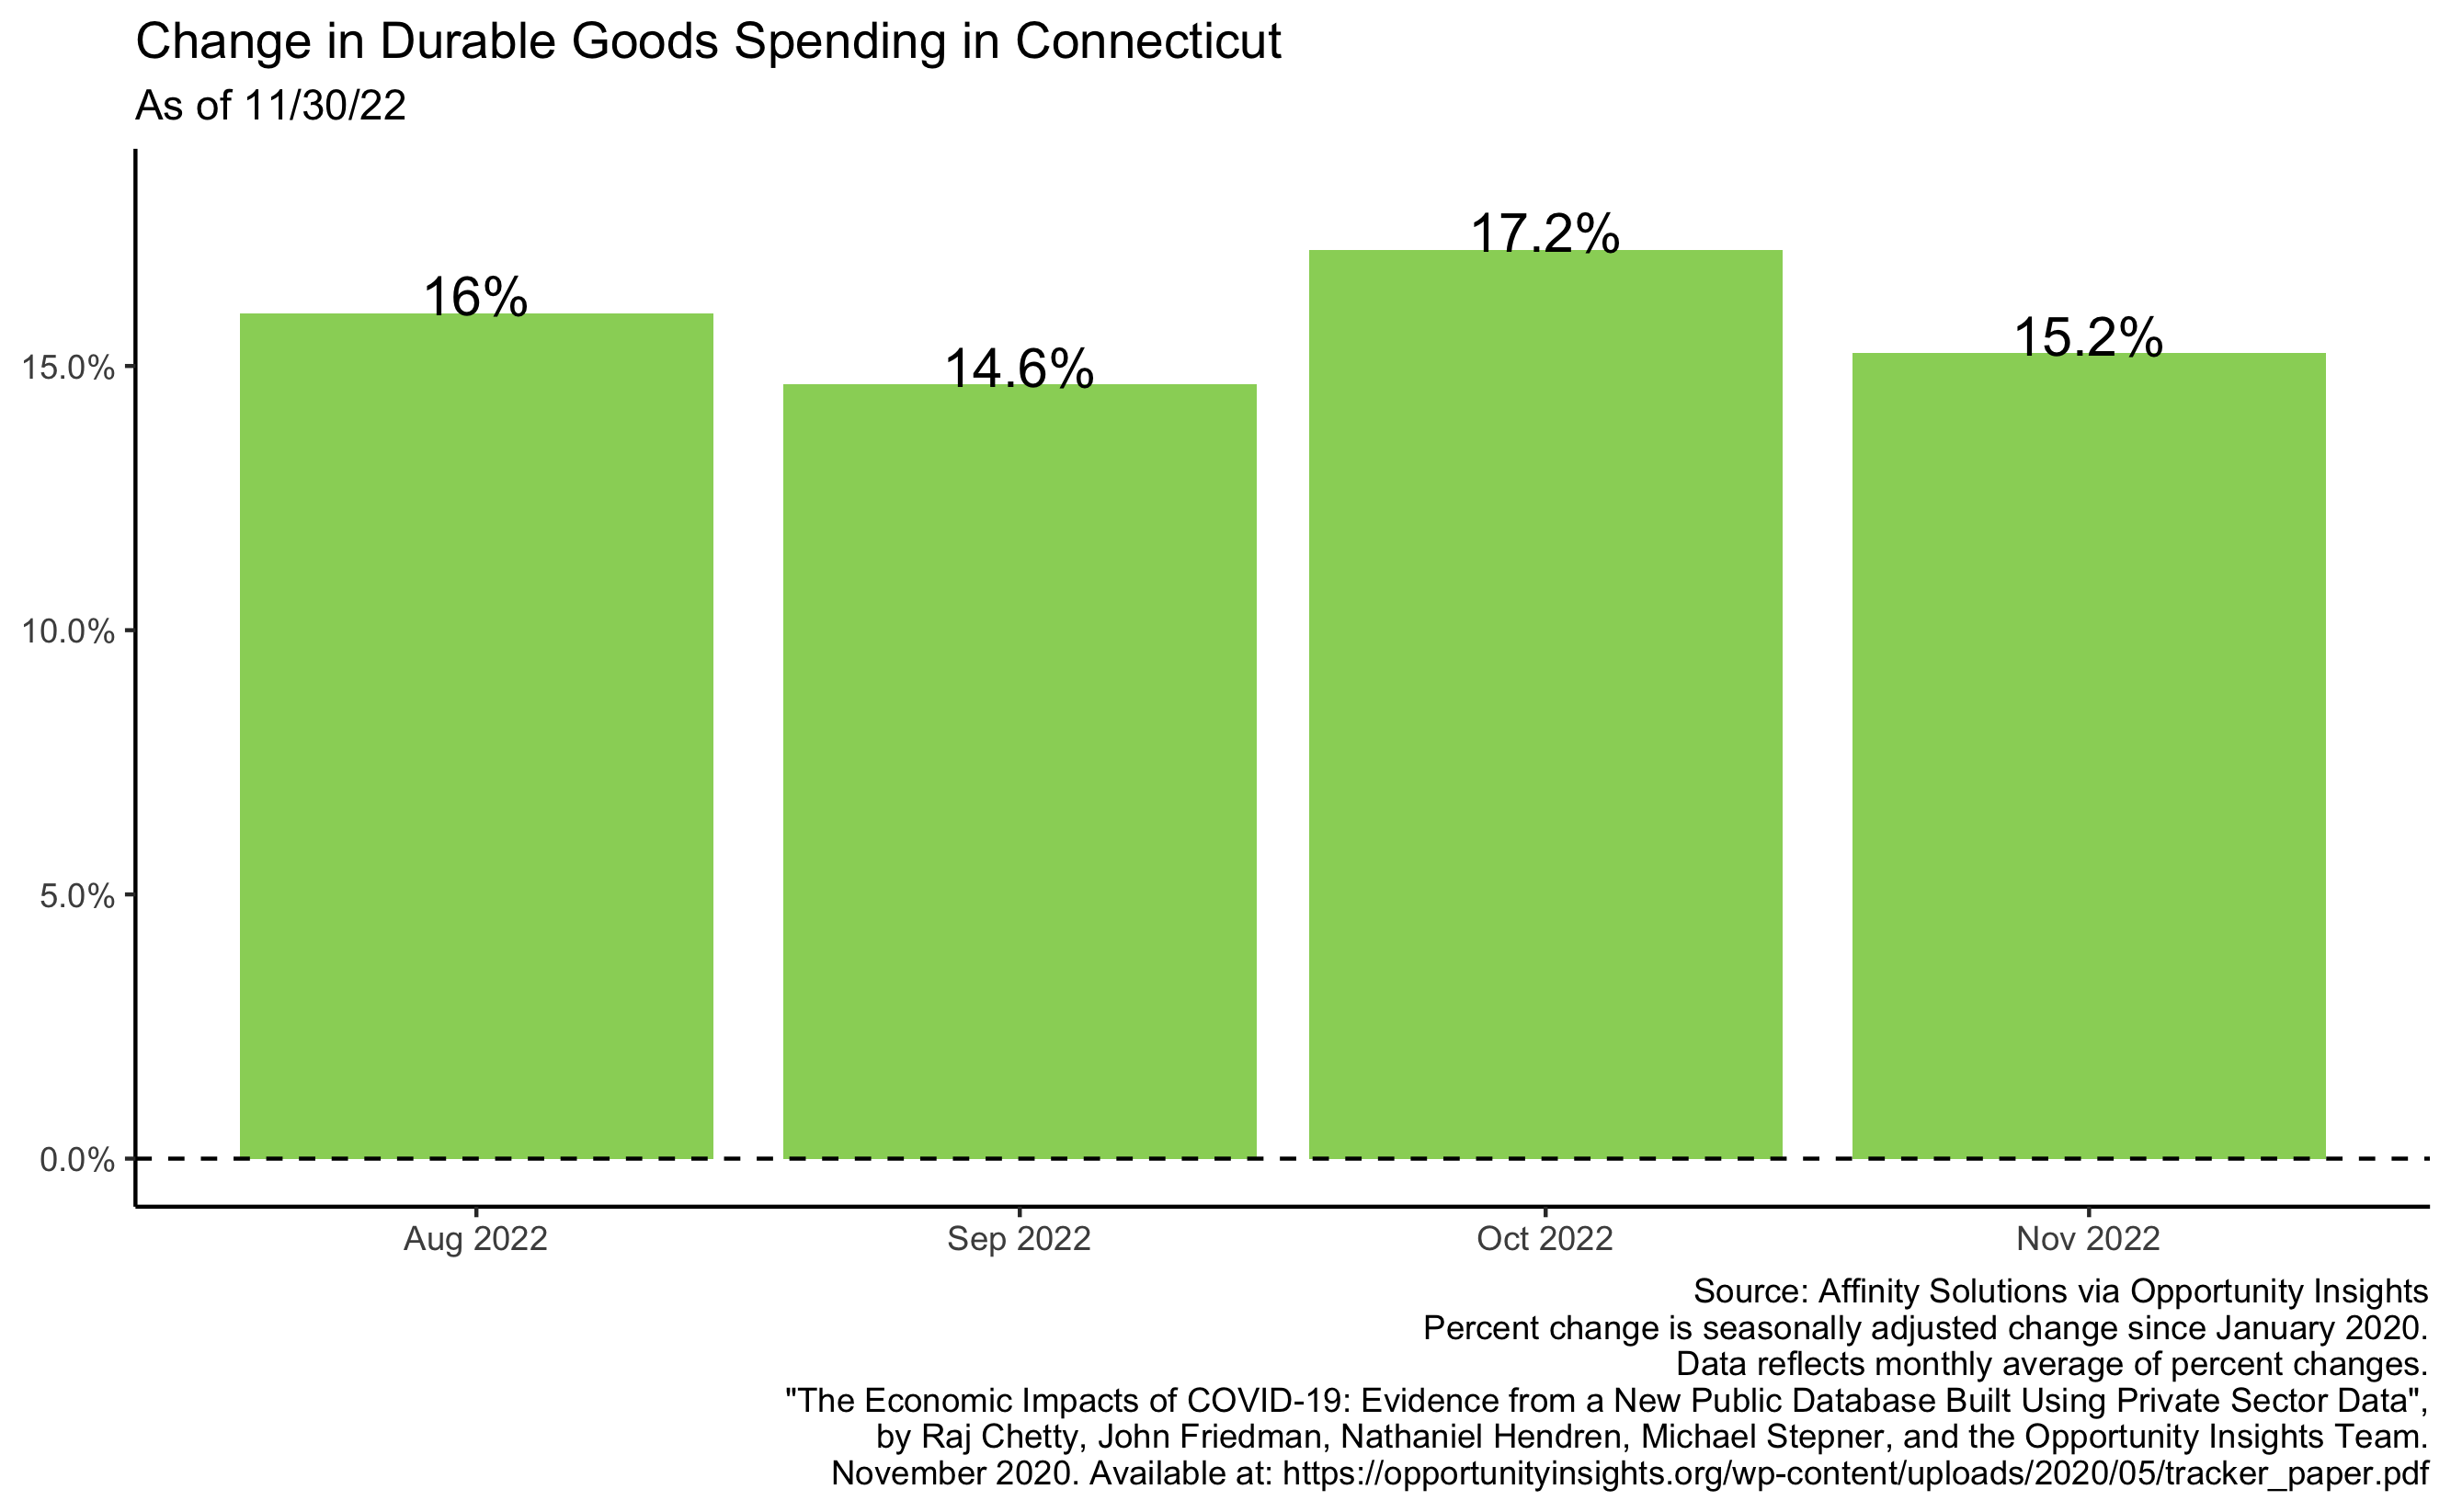 Change in Durable Goods Spending in Connecticut
As of 11/30/22
17.2%
16%
15.2%
14.6%
15.0%
10.0%
5.0%
0.0%
Aug 2022 Sep 2022 Oct 2022 Nov 2022
Source: Affinity Solutions via Opportunity Insights
Percent change is seasonally adjusted change since January 2020.
Data reflects monthly average of percent changes.
"The Economic Impacts of COVID-19: Evidence from a New Public Database Built Using Private Sector Data",
by Raj Chetty, John Friedman, Nathaniel Hendren, Michael Stepner, and the Opportunity Insights Team.
November 2020. Available at: https://opportunityinsights.org/wp-content/uploads/2020/05/tracker_paper.pdf